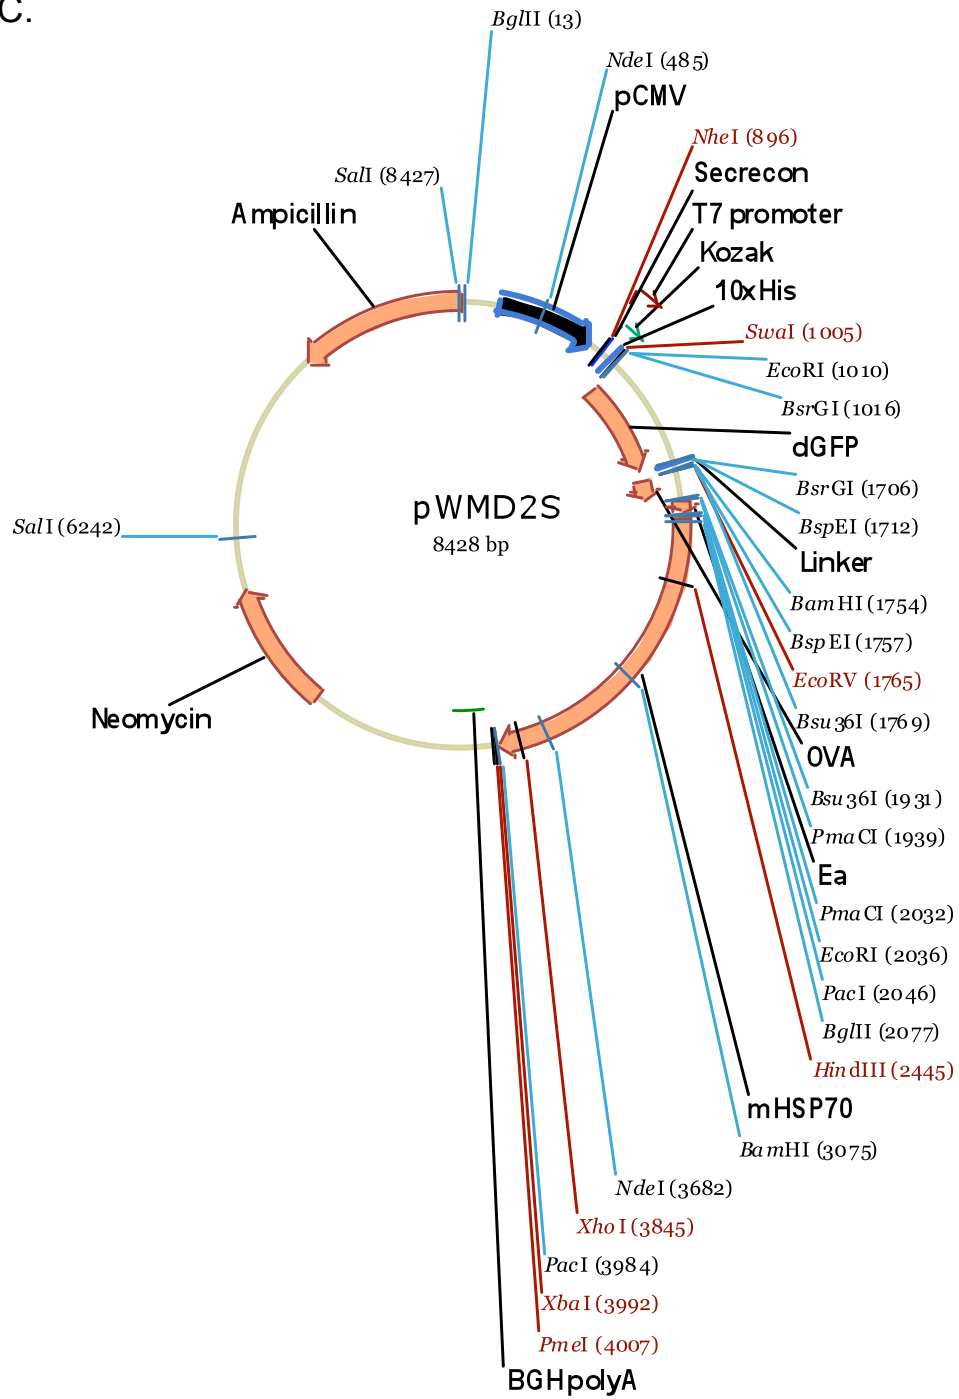 C.
BglII (13)
NdeI (485)
pCMV
NheI (896)
Secrecon
SalI (8427)
Ampicillin
T7 promoter
Kozak
10xHis
SwaI (1005)
EcoRI (1010)
BsrGI (1016)
dGFP
BsrGI (1706)
pWMD2S
BspEI (1712)
SalI (6242)
8428 bp
Linker
BamHI (1754)
BspEI (1757)
EcoRV (1765)
Neomycin
Bsu36I (1769)
OVA
Bsu36I (1931)
PmaCI (1939)
Ea
PmaCI (2032)
EcoRI (2036)
PacI (2046)
BglII (2077)
HindIII (2445)
mHSP70
BamHI (3075)
NdeI (3682)
XhoI (3845)
PacI (3984)
XbaI (3992)
PmeI (4007)
BGHpolyA